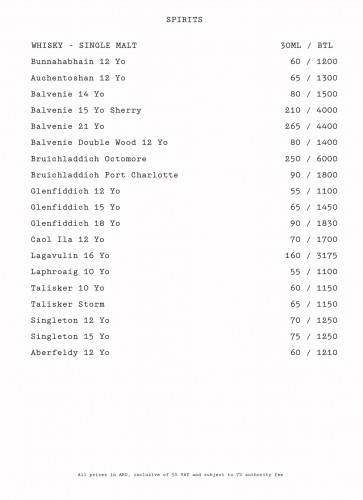 SPIRITS
WHISKY - SINGLE MALT 30ML / BTL
Bunnahabhain 12 Yo 60 / 1200
Auchentoshan 12 Yo 65 / 1300
Balvenie 14 Yo 80 / 1500
Balvenie 15 Yo Sherry 210 / 4000
Balvenie 21 Yo 265 / 4400
Balvenie Double Wood 12 Yo 80 / 1400
Bruichladdich Octomore 250 / 6000
Bruichladdich Port Charlotte 90 / 1800
Glenfiddich 12 Yo 55 / 1100
Glenfiddich 15 Yo 65 / 1450
Glenfiddich 18 Yo 90 / 1830
Caol Ila 12 Yo 70 / 1700
Lagavulin 16 Yo 160 / 3175
Laphroaig 10 Yo 55 / 1100
Talisker 10 Yo 60 / 1150
Talisker Storm 65 / 1150
Singleton 12 Yo 70 / 1250
Singleton 15 Yo 75 / 1250
Aberfeldy 12 Yo 60 / 1210
All prices in AED, inclusive of 5% VAT and subject to 7% authority fee